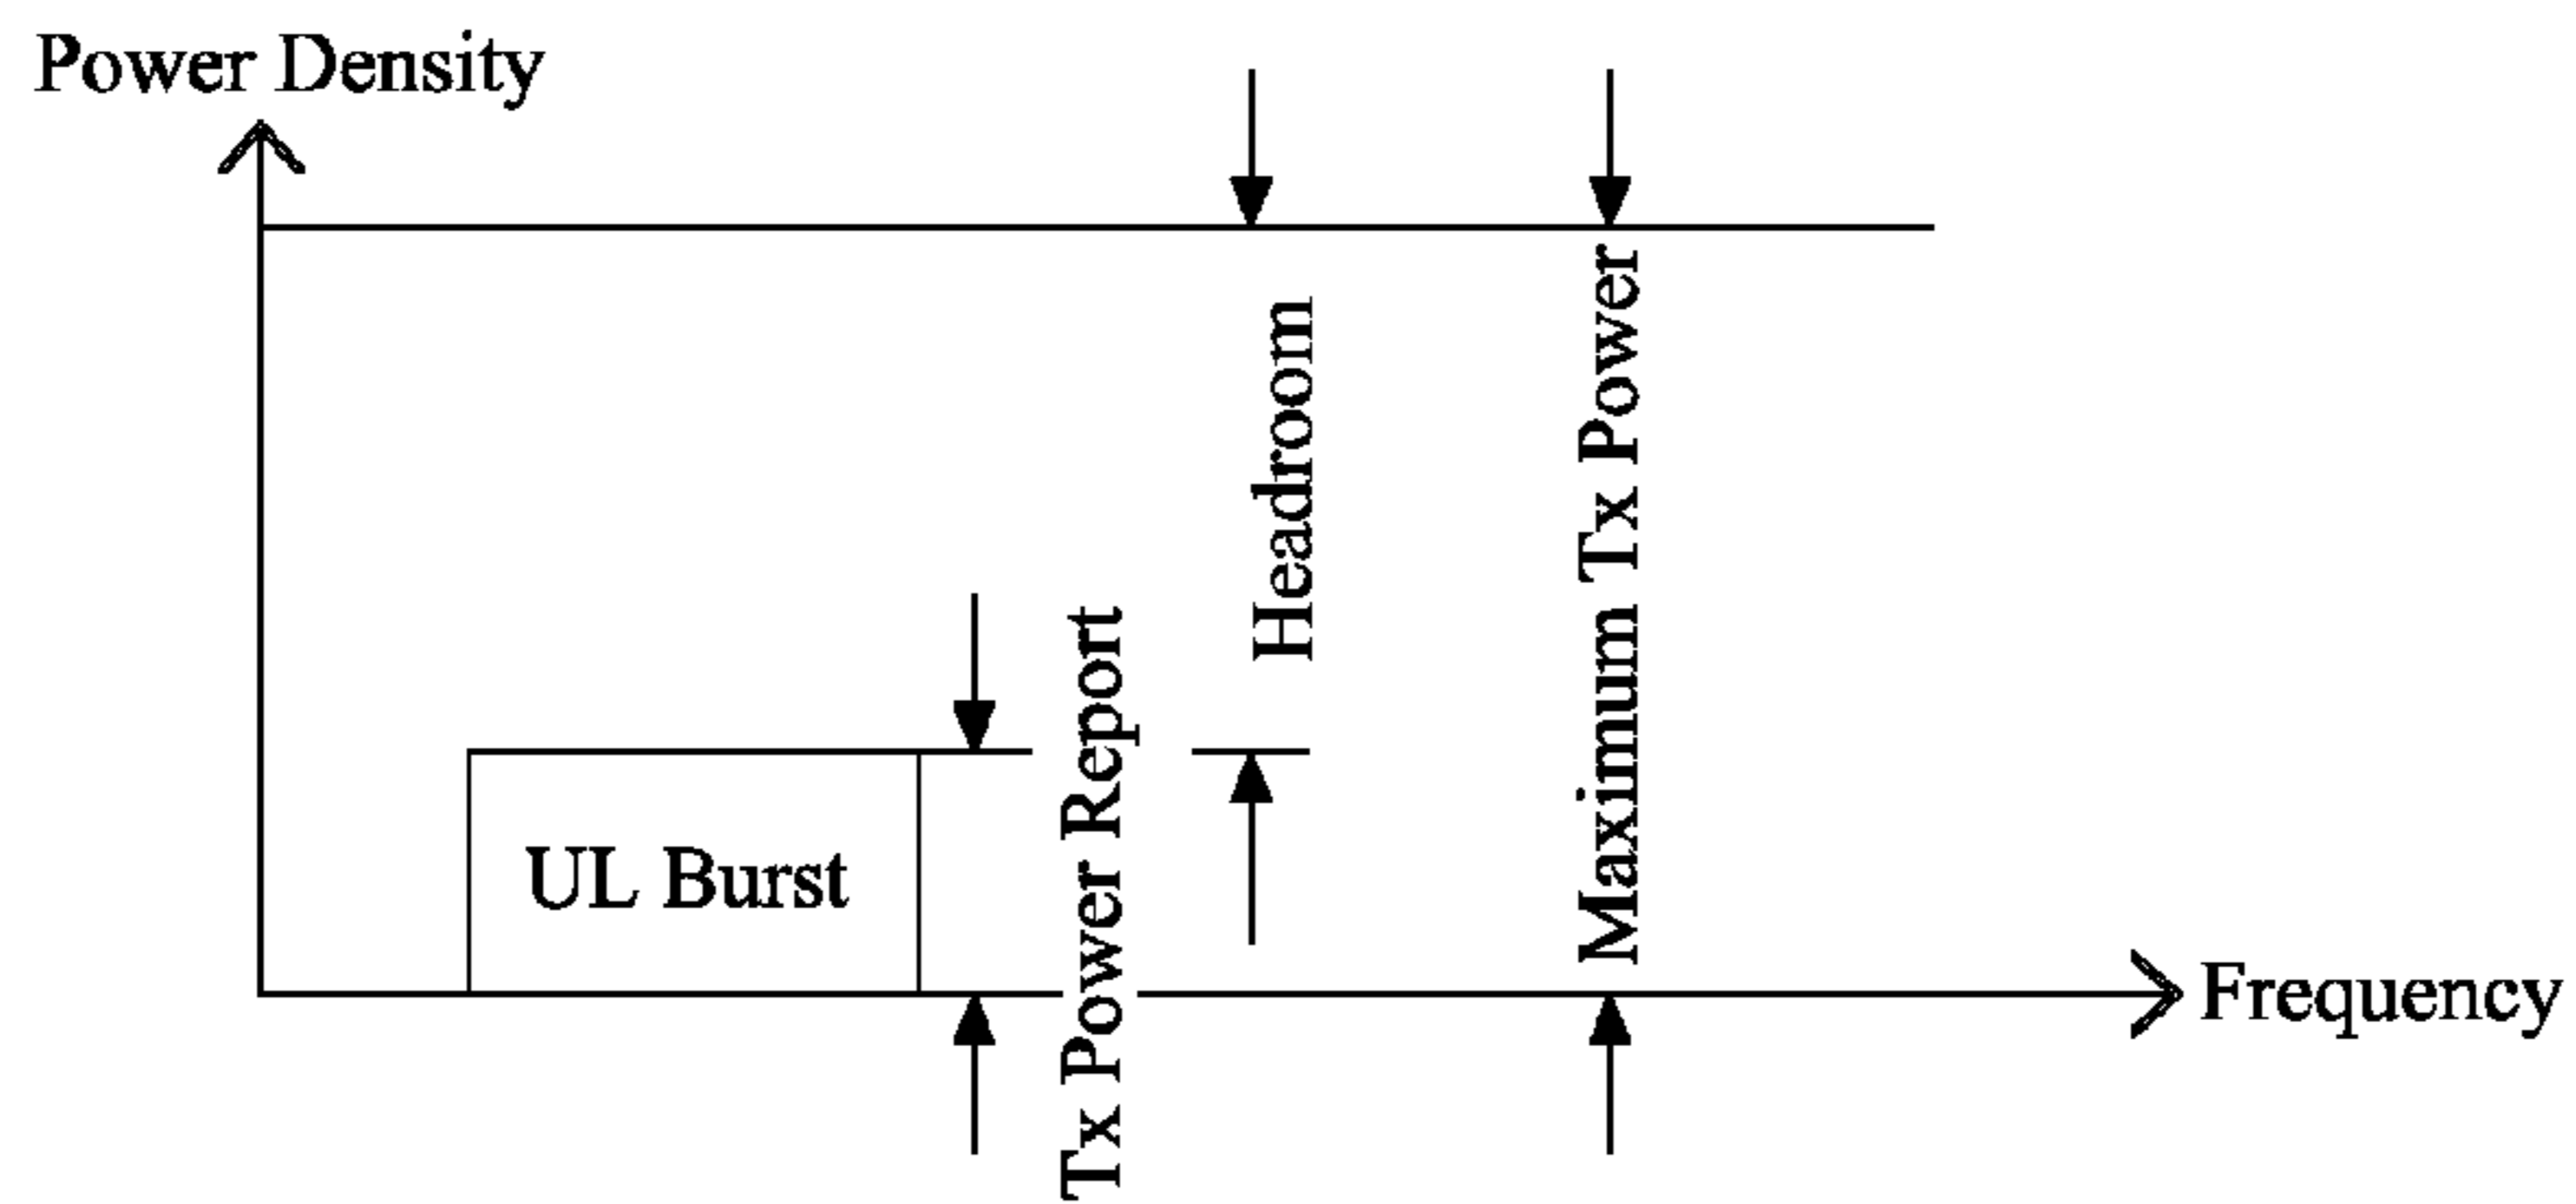 Power Density
Headroom
Maximum Tx Power
Tx Power Report
UL Burst
Frequency